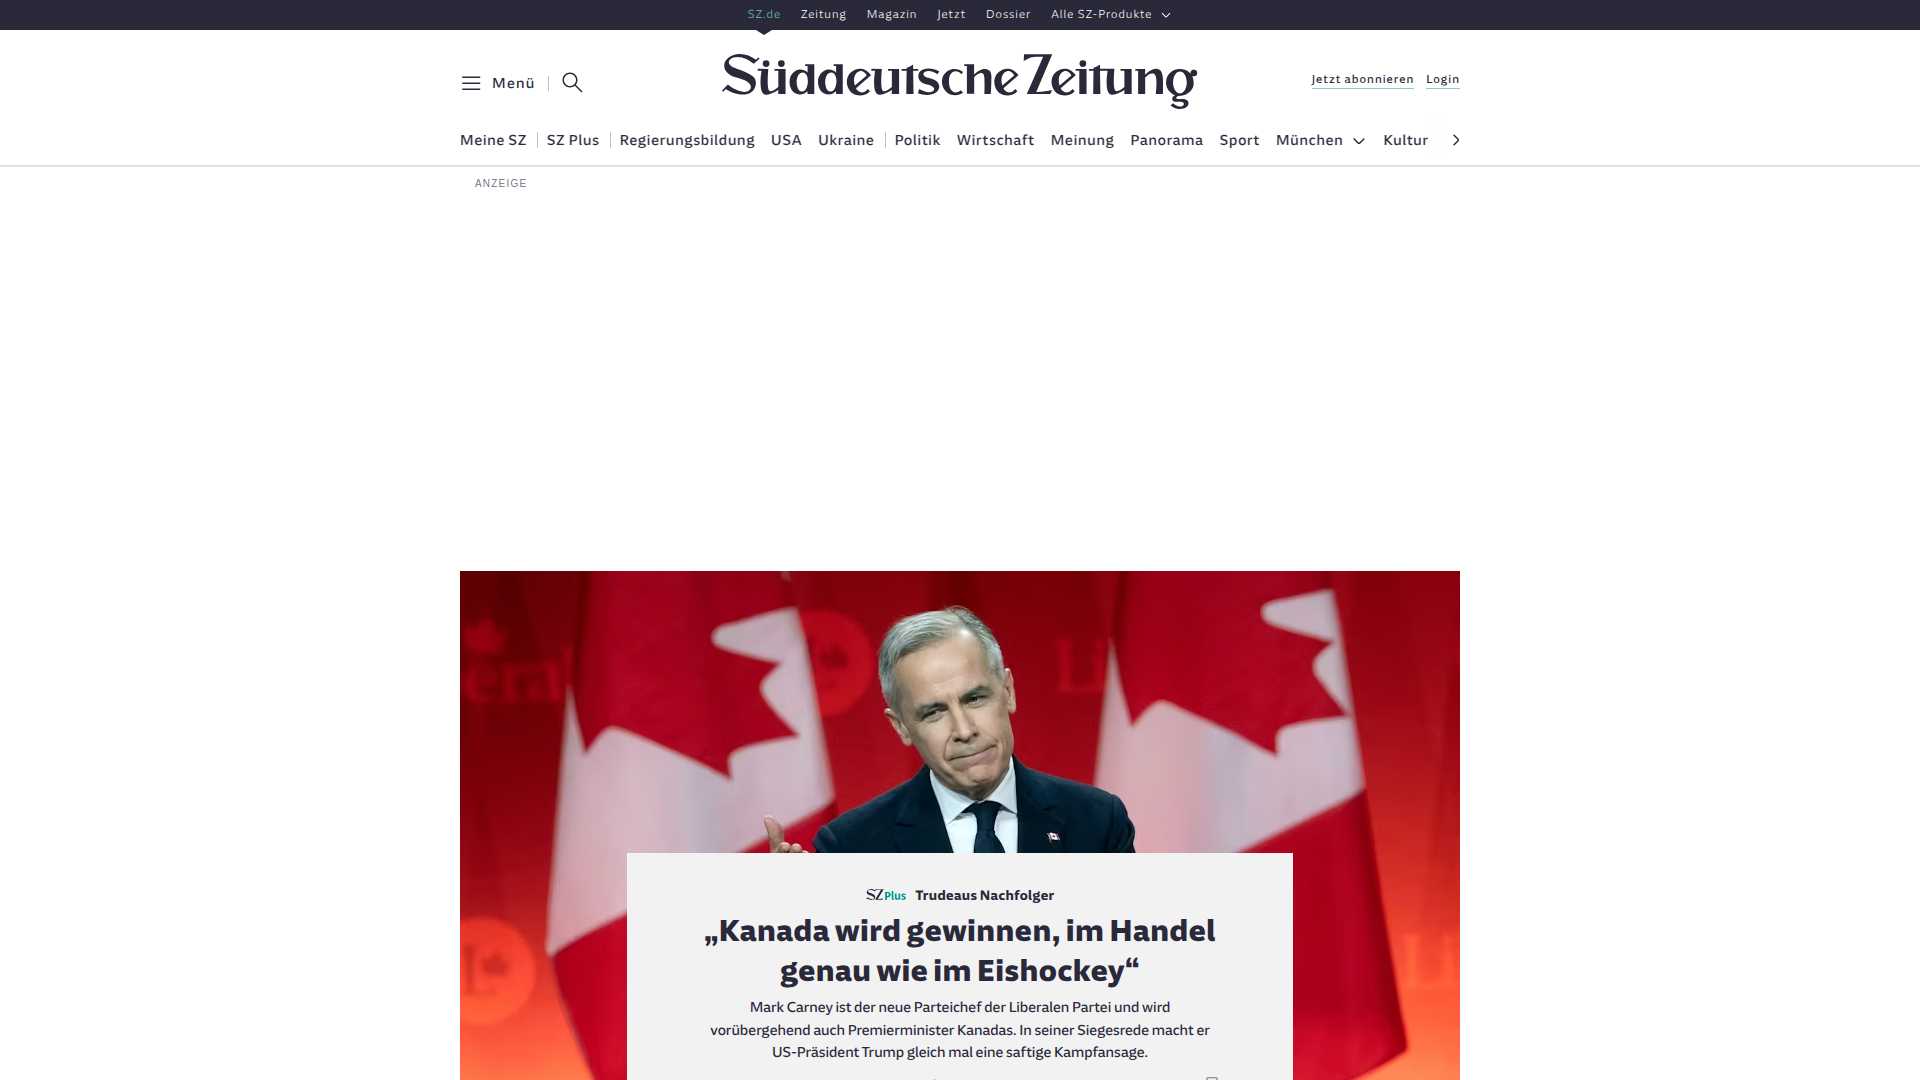 SZ.de Zeitung Magazin Jetzt Dossier Alle SZ-Produkte
Menü
Süddeutsche Zeitung
Jetzt abonnieren Login
Meine SZ SZ Plus Regierungsbildung USA Ukraine Politik Wirtschaft Meinung Panorama Sport München Kultur
ANZEIGE
SZ Plus Trudeaus Nachfolger
„Kanada wird gewinnen, im Handel
genau wie im Eishockey“
Mark Carney ist der neue Parteichef der Liberalen Partei und wird
vorübergehend auch Premierminister Kanadas. In seiner Siegesrede macht er
US-Präsident Trump gleich mal eine saftige Kampfansage.